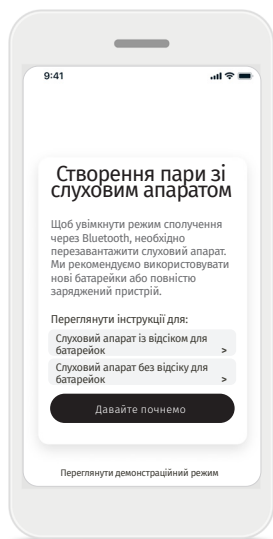 9:41
Створення пари зі
слуховим апаратом
Щоб увімкнути режим сполучення
через Bluetooth, необхідно
перезавантажити слуховий апарат.
Ми рекомендуємо використовувати
нові батарейки або повністю
заряджений пристрій.
Переглянути інструкції для:
Слуховий апарат із відсіком для
батарейок >
Слуховий апарат без відсіку для
батарейок >
Давайте почнемо
Переглянути демонстраційний режим